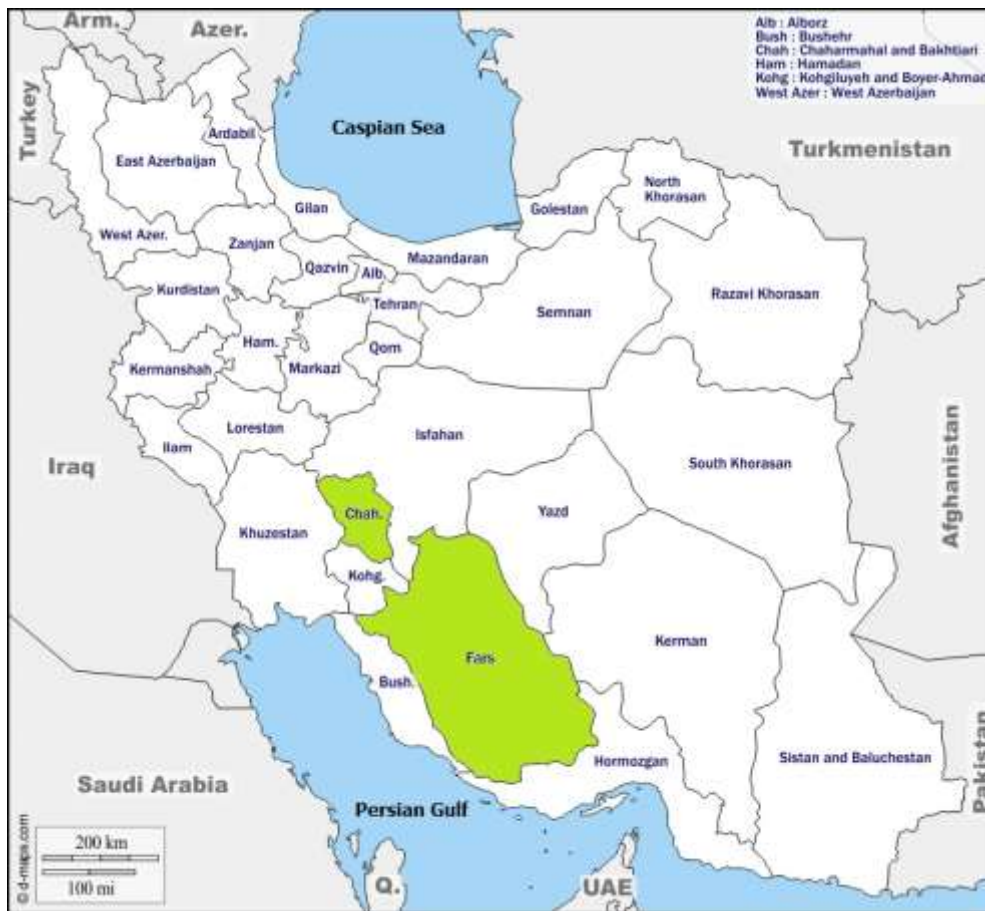 Arm.
Azer.
Alb : Alborz
Bush : Bushehr
Chah : Chaharmahal and Bakhtiari
Ham : Hamadan
Kohg : Kohgiluyeh and Boyer-Ahmad
West Azer : West Azerbaijan
Turkey
Caspian Sea
Ardabil
Turkmenistan
East Azerbaijan
North
Khorasan
Gilan
Golestan
West Azer.
Zanjan
Mazandaran
Qazvin
Alb.
Kurdistan
Tehran
Razavi Khorasan
Semnan
Ham.
Qom
Kermanshah
Markazi
Lorestan
Isfahan
Ilam
Iraq
South Khorasan
Afghanistan
Chah.
Yazd
Khuzestan
Kohg.
Kerman
Fars
Bush.
Hormozgan
Sistan and Baluchestan
Pakistan
Saudi Arabia
Persian Gulf
200 km
100 mi
© d-maps.com
Q.
UAE